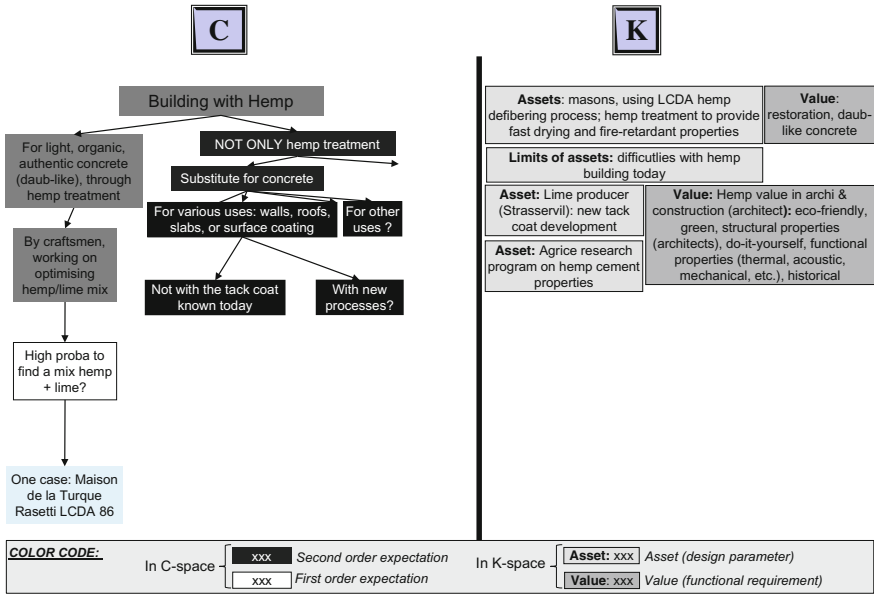 C
K
Building with Hemp
For light, organic,
authentic concrete
(daub-like), through
hemp treatment
NOT ONLY hemp treatment
Substitute for concrete
For various uses: walls, roofs,
slabs, or surface coating
For other
uses ?
By craftsmen,
working on
optimising
hemp/lime mix
Not with the tack coat
known today
With new
processes?
High proba to
find a mix hemp
+ lime?
One case: Maison
de la Turque
Rasetti LCDA 86
Assets: masons, using LCDA hemp
defibering process; hemp treatment to provide
fast drying and fire-retardant properties
Value:
restoration, daub-
like concrete
Limits of assets: difficutlies with hemp
building today
Asset: Lime producer
(Strasservil): new tack
coat development
Value: Hemp value in archi &
construction (architect): eco-friendly,
green, structural properties
(architects), do-it-yourself, functional
properties (thermal, acoustic,
mechanical, etc.), historical
Asset: Agrice research
program on hemp cement
properties
COLOR CODE:
In C-space
xxx Second order expectation
xxx First order expectation
In K-space
Asset: xxx Asset (design parameter)
Value: xxx Value (functional requirement)